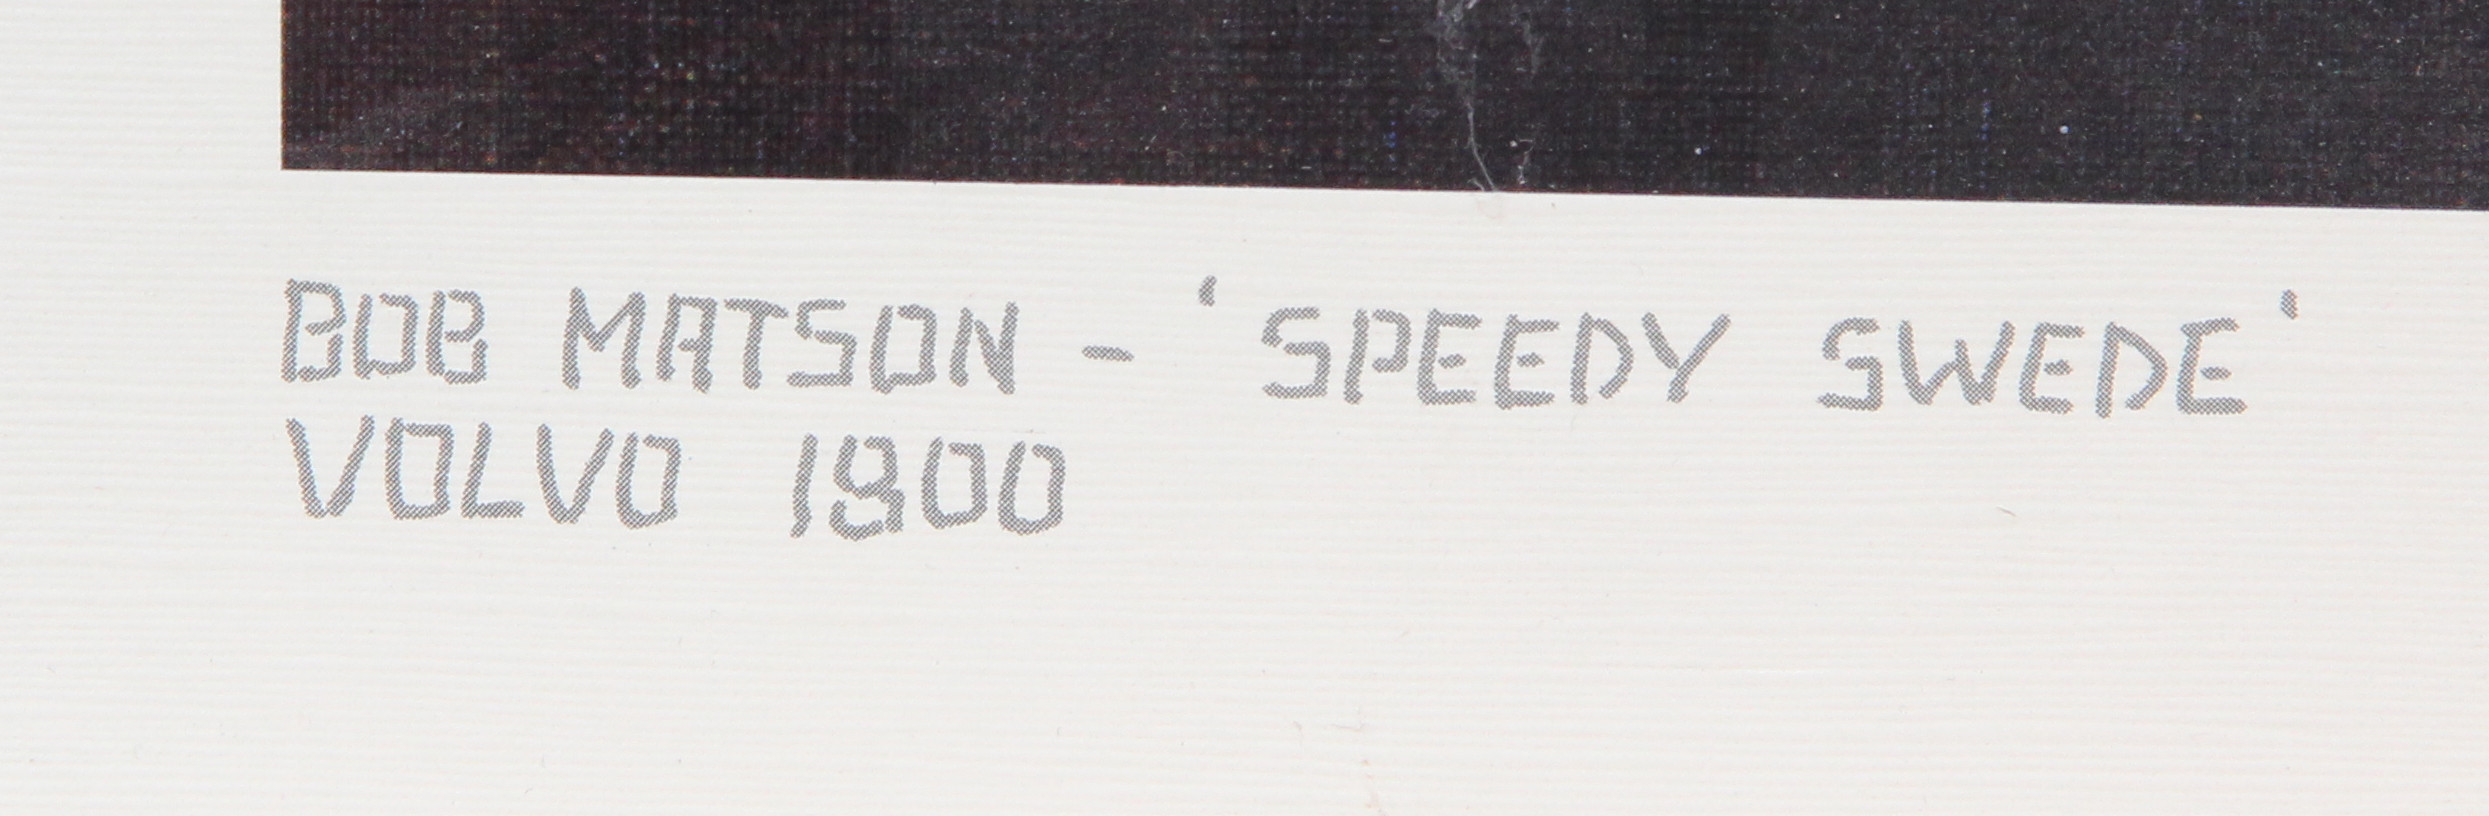 BOB MATSON - 'SPEEDY SWEDE'
VOLVO 1800